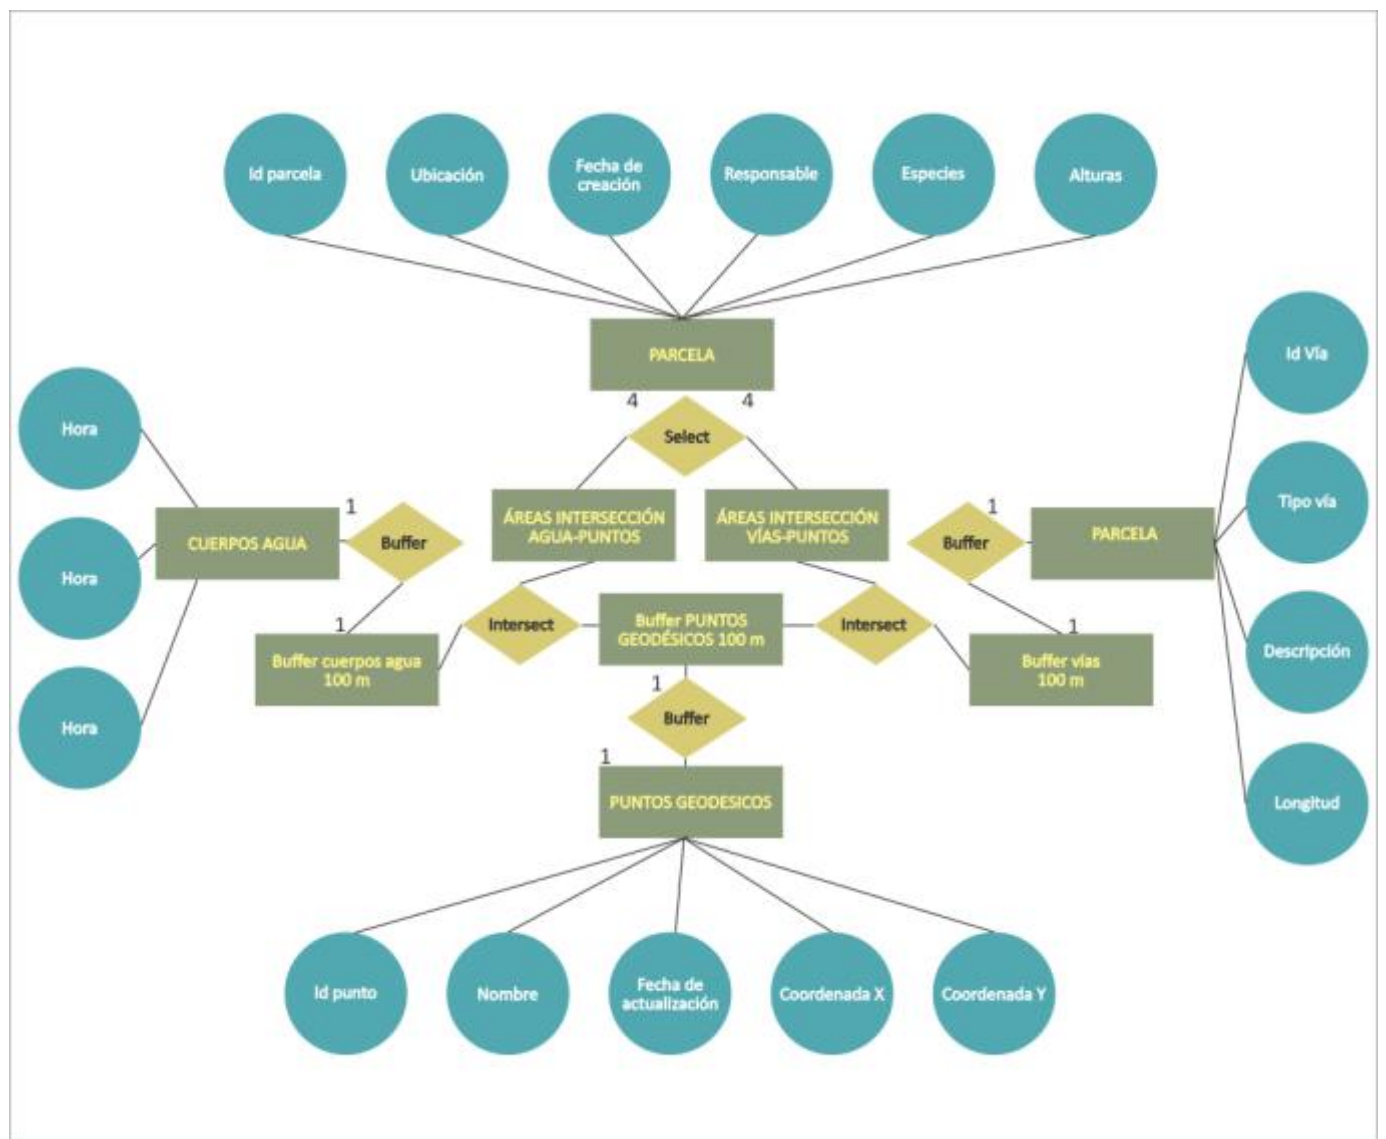 Id parcela
Ubicación
Fecha de
creación
Responsable
Especies
Alturas
PARCELA
4
4
Select
Id Vía
Hora
Tipo vía
1
CUERPOS AGUA
Buffer
ÁREAS INTERSECCIÓN
AGUA-PUNTOS
ÁREAS INTERSECCIÓN
VÍAS-PUNTOS
1
Buffer
PARCELA
Hora
1
Buffer cuerpos agua
100 m
Intersect
Buffer PUNTOS
GEODÉSICOS 100 m
Intersect
1
Buffer vías
100 m
Descripción
1
Buffer
Hora
1
PUNTOS GEODESICOS
Longitud
Id punto
Nombre
Fecha de
actualización
Coordenada X
Coordenada Y